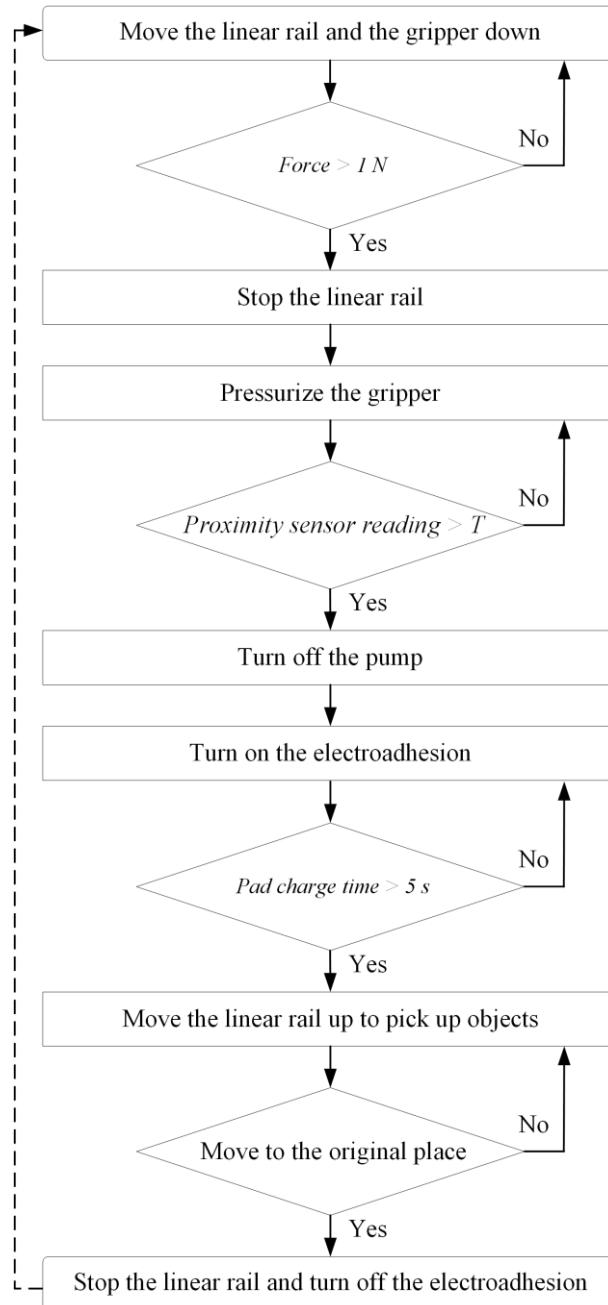 Move the linear rail and the gripper down
No
Force > 1 N
Yes
Stop the linear rail
Pressurize the gripper
No
Proximity sensor reading > T
Yes
Turn off the pump
Turn on the electroadhesion
No
Pad charge time > 5 s
Yes
Move the linear rail up to pick up objects
No
Move to the original place
Yes
Stop the linear rail and turn off the electroadhesion